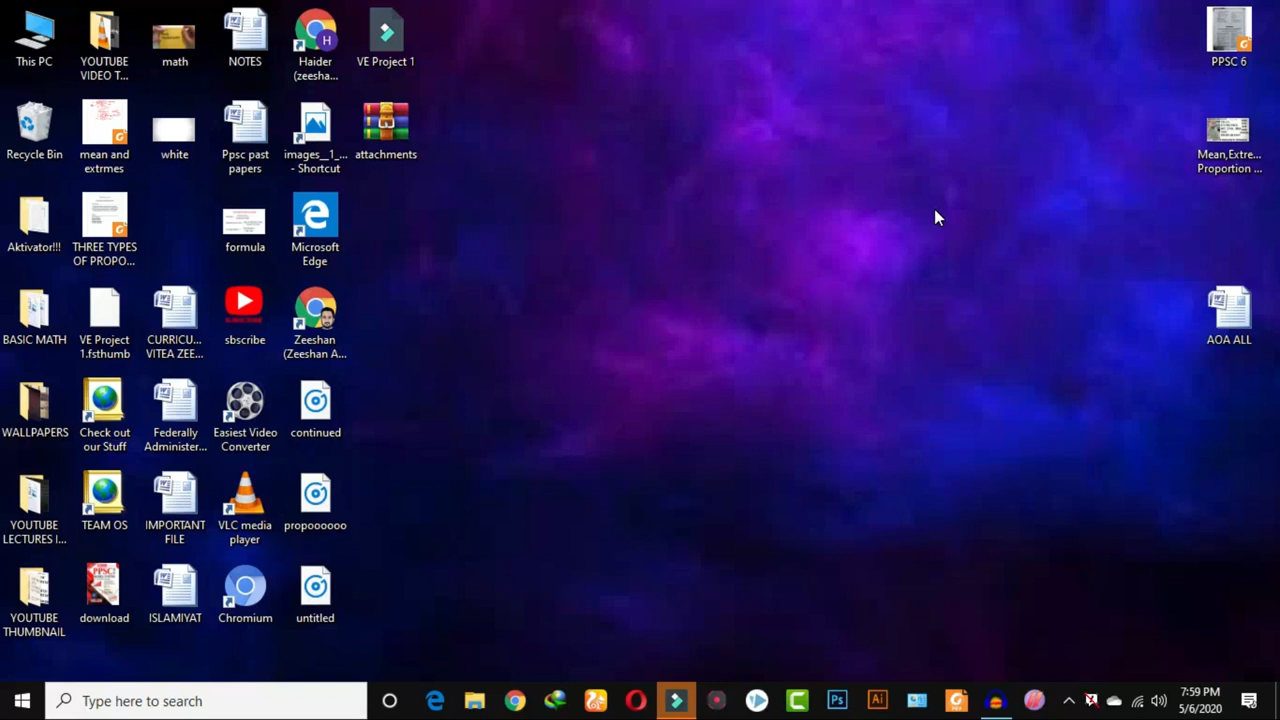 This PC
YOUTUBE
VIDEO T...
math
NOTES
Haider
(zeesha...
VE Project 1
PPSC 6
Recycle Bin
mean and
extrmes
white
Ppsc past
papers
images__1_...
- Shortcut
attachments
Mean,Extre...
Proportion ...
Aktivator!!!
THREE TYPES
OF PROPO...
formula
Microsoft
Edge
BASIC MATH
VE Project
1.fsthumb
CURRICU...
VITEA ZEE...
sbscribe
Zeeshan
(Zeeshan A...
AOA ALL
WALLPAPERS
Check out
our Stuff
Federally
Administer...
Easiest Video
Converter
continued
YOUTUBE
LECTURES I...
TEAM OS
IMPORTANT
FILE
VLC media
player
propoooooo
YOUTUBE
THUMBNAIL
download
ISLAMIYAT
Chromium
untitled
Type here to search
7:59 PM
5/6/2020